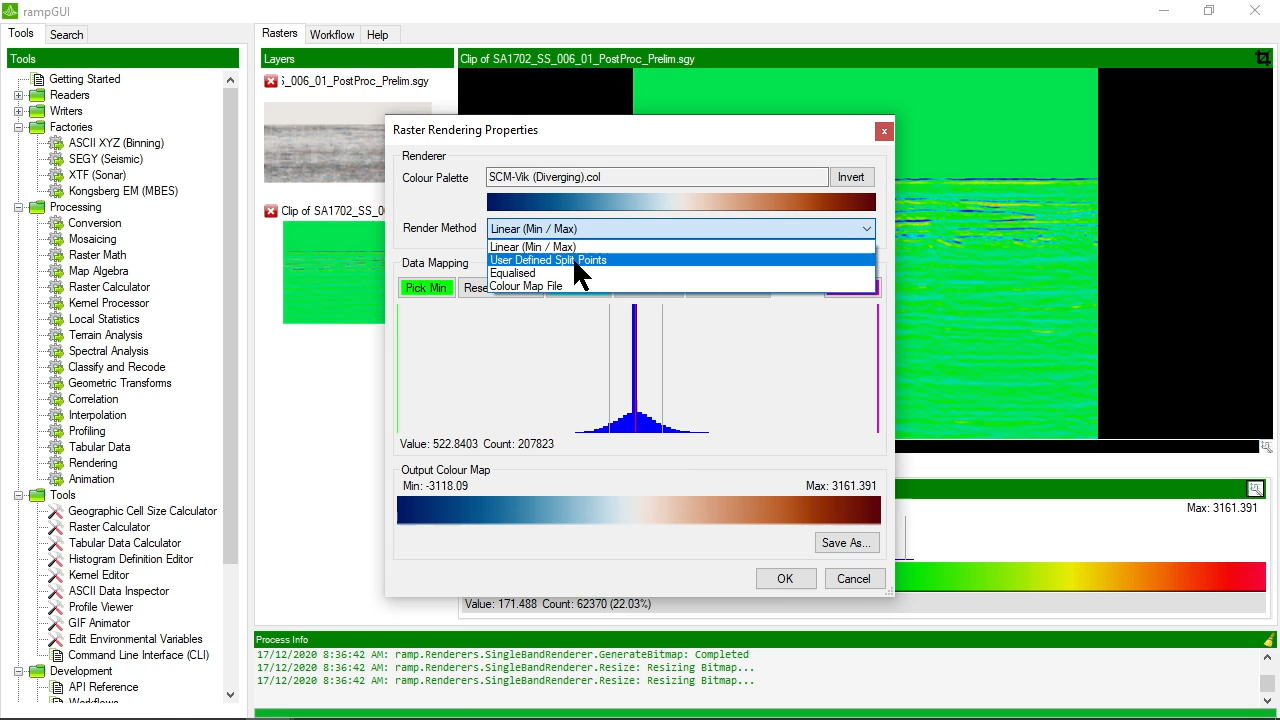 rampGUI
Tools
Search
Rasters
Workflow
Help
Tools
Getting Started
Readers
Writers
Factories
ASCII XYZ (Binning)
SEGY (Seismic)
XTF (Sonar)
Kongsberg EM (MBES)
Processing
Conversion
Mosaicing
Raster Math
Map Algebra
Raster Calculator
Kernel Processor
Local Statistics
Terrain Analysis
Spectral Analysis
Classify and Recode
Geometric Transforms
Correlation
Interpolation
Profiling
Tabular Data
Rendering
Animation
Tools
Geographic Cell Size Calculator
Raster Calculator
Tabular Data Calculator
Histogram Definition Editor
Kernel Editor
ASCII Data Inspector
Profile Viewer
GIF Animator
Edit Environmental Variables
Command Line Interface (CLI)
Development
API Reference
Workflows
Layers
;_006_01_PostProc_Prelim.sgy
Clip of SA1702_SS_0
Clip of SA1702_SS_006_01_PostProc_Prelim.sgy
Raster Rendering Properties
Renderer
Colour Palette
SCM-Vik (Diverging).col
Invert
Render Method
Linear (Min / Max)
Linear (Min / Max)
User Defined Split Points
Equalised
Colour Map File
Data Mapping
Pick Min
Rese
Value: 522.8403 Count: 207823
Output Colour Map
Min: -3118.09
Max: 3161.391
Save As...
OK
Cancel
Max: 3161.391
Value: 171.488 Count: 62370 (22.03%)
Process Info
17/12/2020 8:36:42 AM: ramp.Renderers.SingleBandRenderer.GenerateBitmap: Completed
17/12/2020 8:36:42 AM: ramp.Renderers.SingleBandRenderer.Resize: Resizing Bitmap...
17/12/2020 8:36:42 AM: ramp.Renderers.SingleBandRenderer.Resize: Resizing Bitmap...